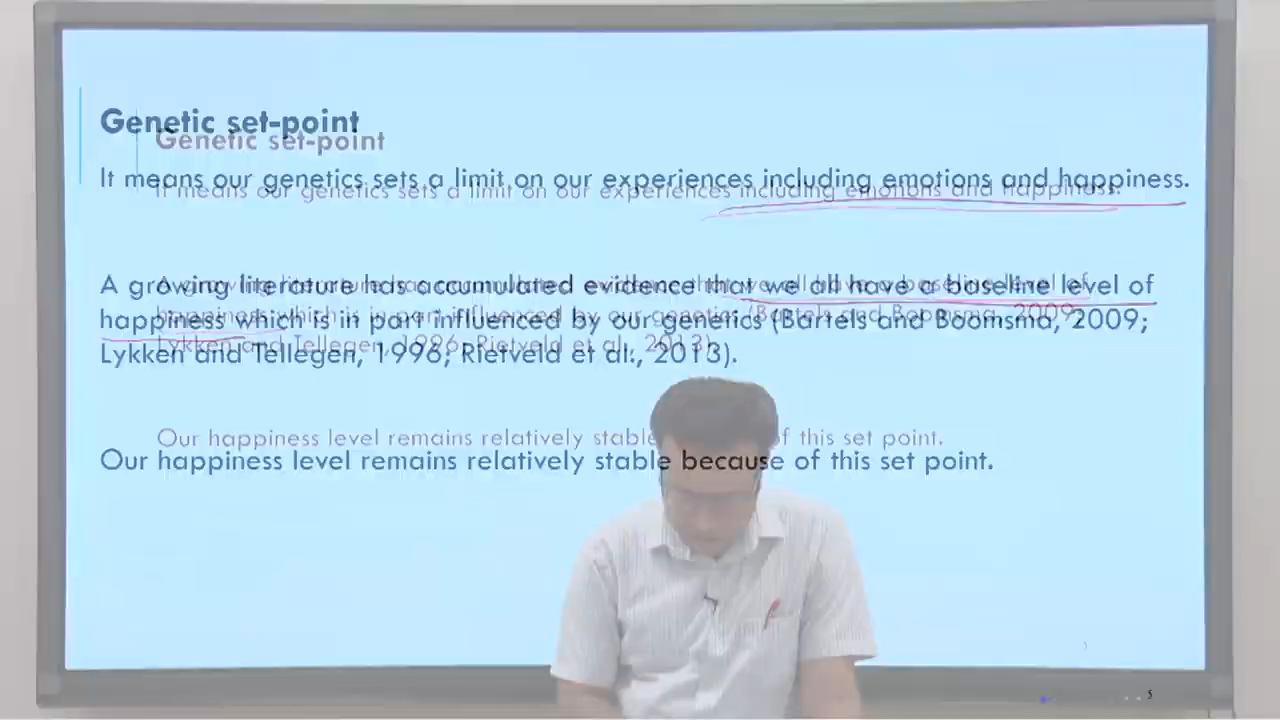 Genetic set-point
It means our genetics sets a limit on our experiences including emotions and happiness.
A growing literature has accumulated evidence that we all have a baseline level of
happiness which is in part influenced by our genetics (Bartels and Boomsma, 2009;
Lykken and Tellegen, 1996; Rietveld et al., 2013).
Our happiness level remains relatively stable because of this set point.
5